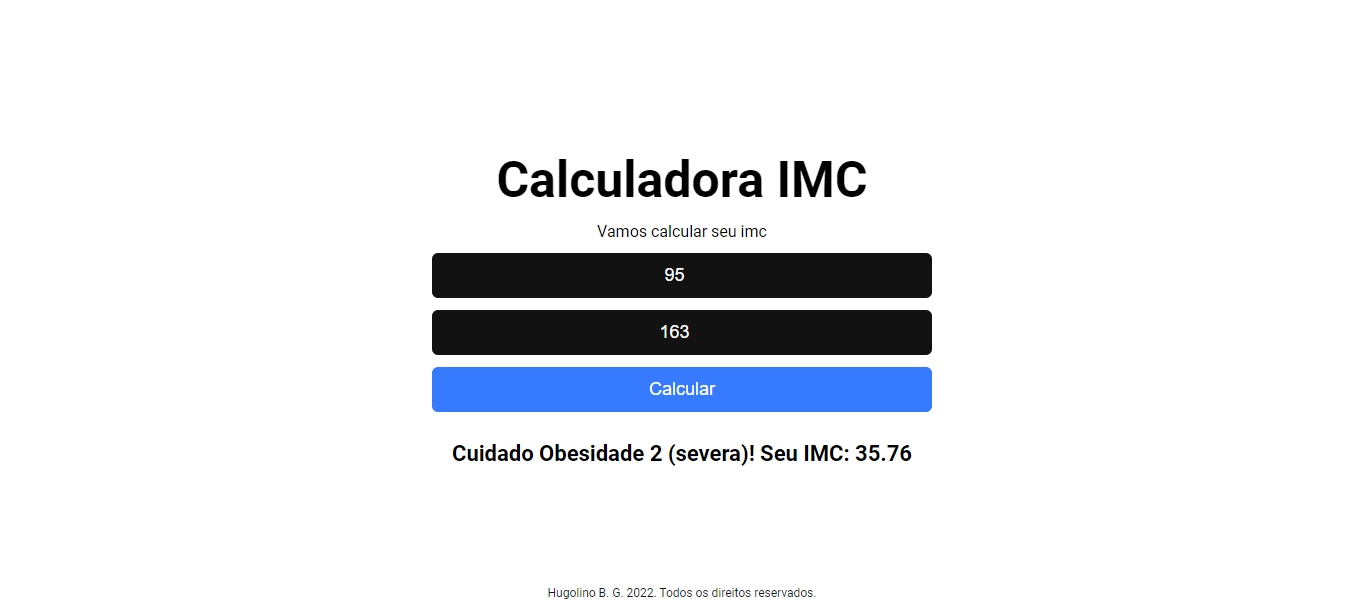 Calculadora IMC
Vamos calcular seu imc
95
163
Calcular
Cuidado Obesidade 2 (severa)! Seu IMC: 35.76
Hugolino B. G. 2022. Todos os direitos reservados.